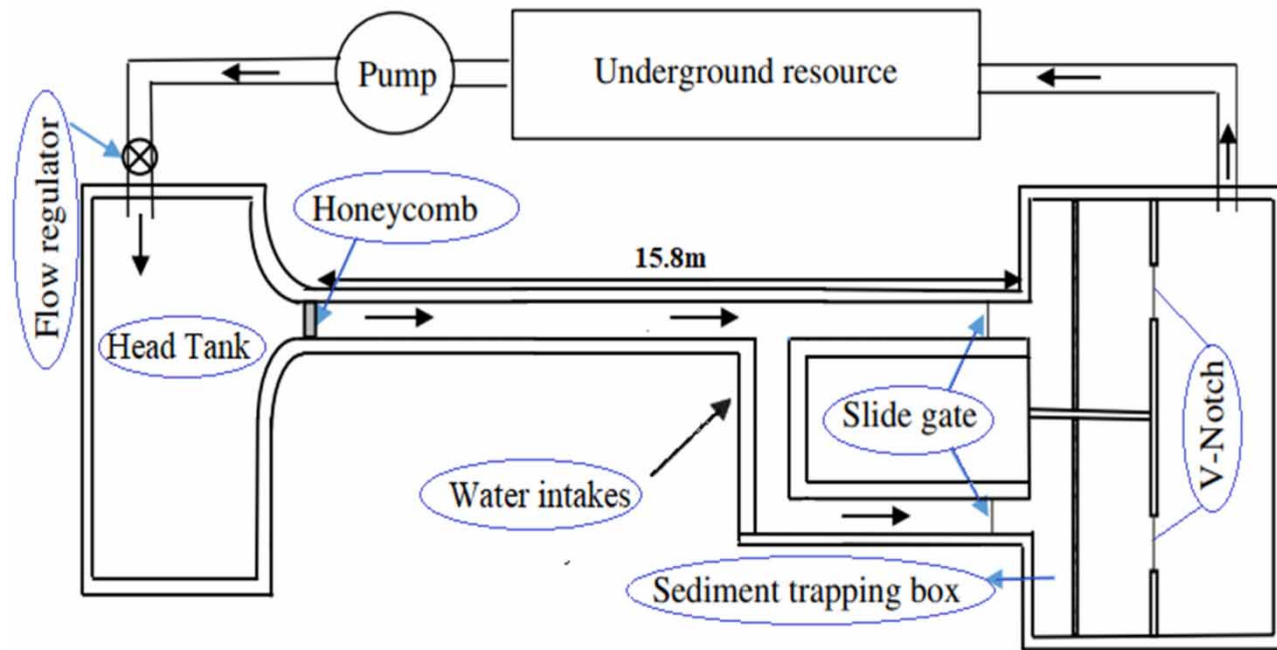 Pump
Underground resource
Flow regulator
Honeycomb
15.8m
Head Tank
Slide gate
V-Notch
Water intakes
Sediment trapping box